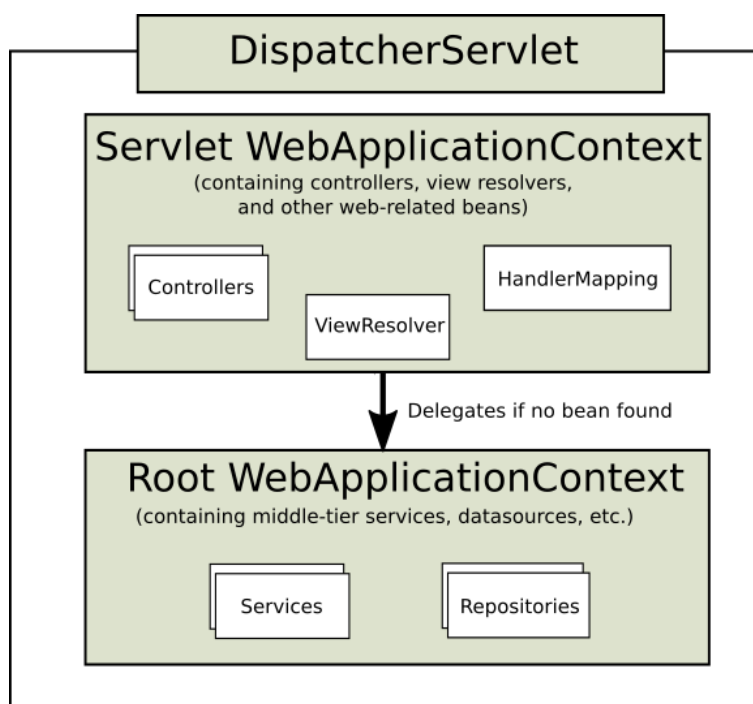 DispatcherServlet
Servlet WebApplicationContext
(containing controllers, view resolvers,
and other web-related beans)
Controllers
HandlerMapping
ViewResolver
Delegates if no bean found
Root WebApplicationContext
(containing middle-tier services, datasources, etc.)
Services
Repositories